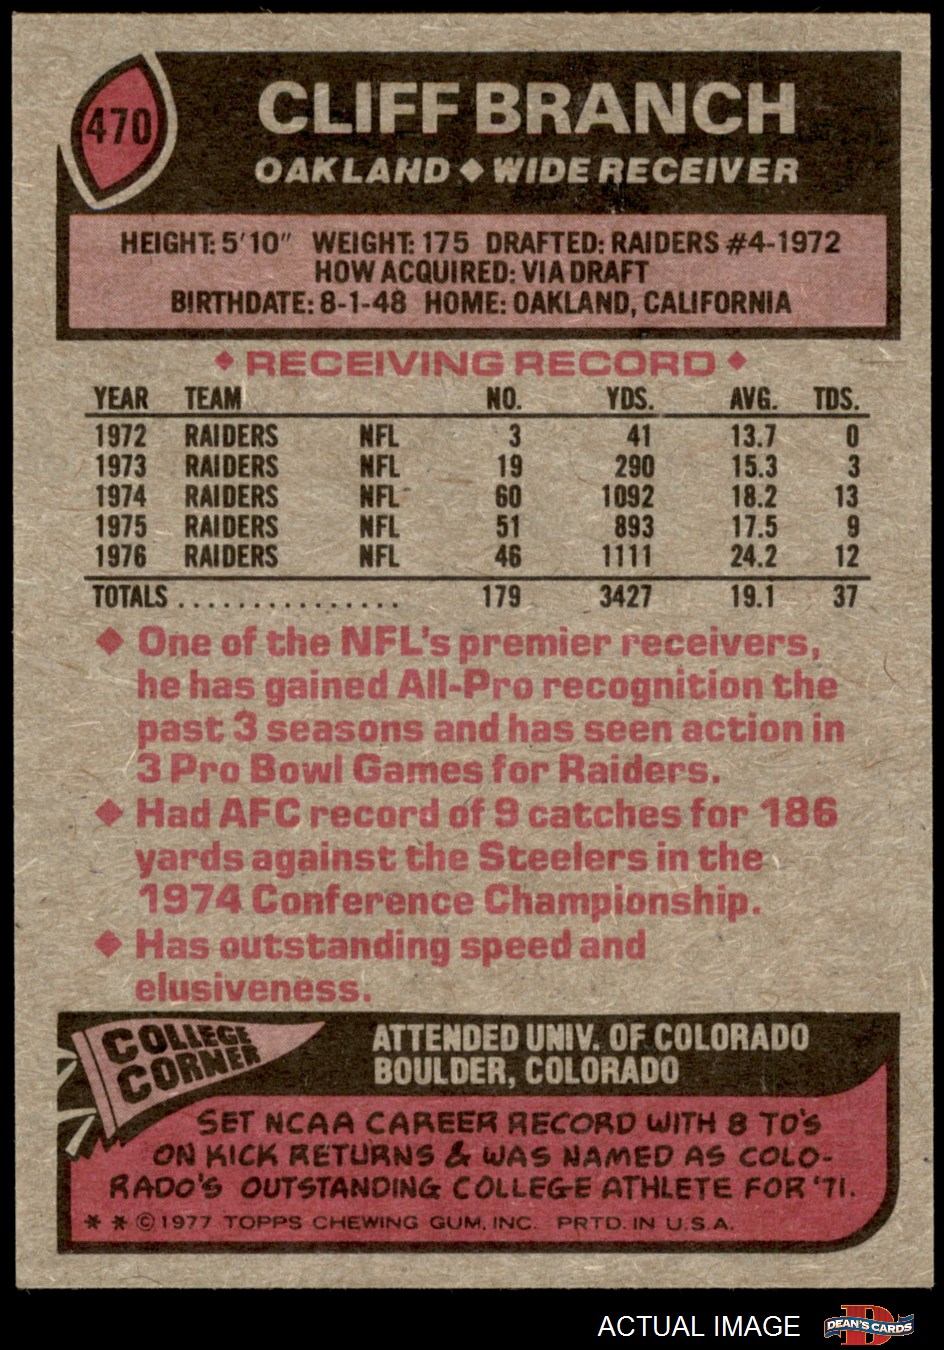 470
CLIFF BRANCH
OAKLAND ◆ WIDE RECEIVER
HEIGHT: 5'10" WEIGHT: 175 DRAFTED: RAIDERS #4-1972
HOW ACQUIRED: VIA DRAFT
BIRTHDATE: 8-1-48 HOME: OAKLAND, CALIFORNIA
◆ RECEIVING RECORD ◆
YEAR TEAM NO. YDS. AVG. TDS.
1972 RAIDERS NFL 3 41 13.7 0
1973 RAIDERS NFL 19 290 15.3 3
1974 RAIDERS NFL 60 1092 18.2 13
1975 RAIDERS NFL 51 893 17.5 9
1976 RAIDERS NFL 46 1111 24.2 12
TOTALS ............... 179 3427 19.1 37
◆ One of the NFL's premier receivers,
he has gained All-Pro recognition the
past 3 seasons and has seen action in
3 Pro Bowl Games for Raiders.
◆ Had AFC record of 9 catches for 186
yards against the Steelers in the
1974 Conference Championship.
◆ Has outstanding speed and
elusiveness.
COLLEGE
CORNER
ATTENDED UNIV. OF COLORADO
BOULDER, COLORADO
SET NCAA CAREER RECORD WITH 8 TD'S
ON KICK RETURNS & WAS NAMED AS COLO-
RADO'S OUTSTANDING COLLEGE ATHLETE FOR '71.
* * © 1977 TOPPS CHEWING GUM, INC. PRTD. IN U.S.A.
ACTUAL IMAGE
D
DEAN'S CARDS